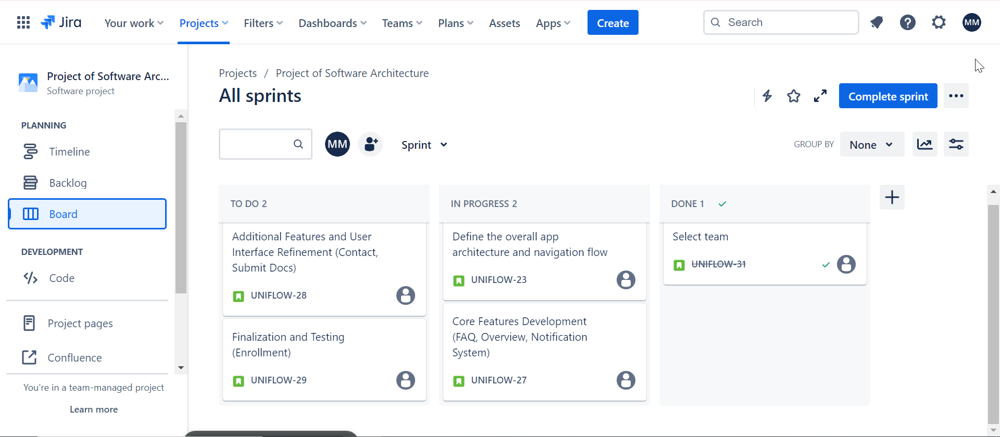 Jira
Your work
Projects
Filters
Dashboards
Teams
Plans
Assets
Apps
Create
Search
MM
Project of Software Arc...
Software project
PLANNING
Timeline
Backlog
Board
DEVELOPMENT
Code
Project pages
Confluence
You're in a team-managed project
Learn more
Projects / Project of Software Architecture
All sprints
Complete sprint
MM
Sprint
GROUP BY
None
TO DO 2
Additional Features and User
Interface Refinement (Contact,
Submit Docs)
UNIFLOW-28
Finalization and Testing
(Enrollment)
UNIFLOW-29
IN PROGRESS 2
Define the overall app
architecture and navigation flow
UNIFLOW-23
Core Features Development
(FAQ, Overview, Notification
System)
UNIFLOW-27
DONE 1
Select team
UNIFLOW-31